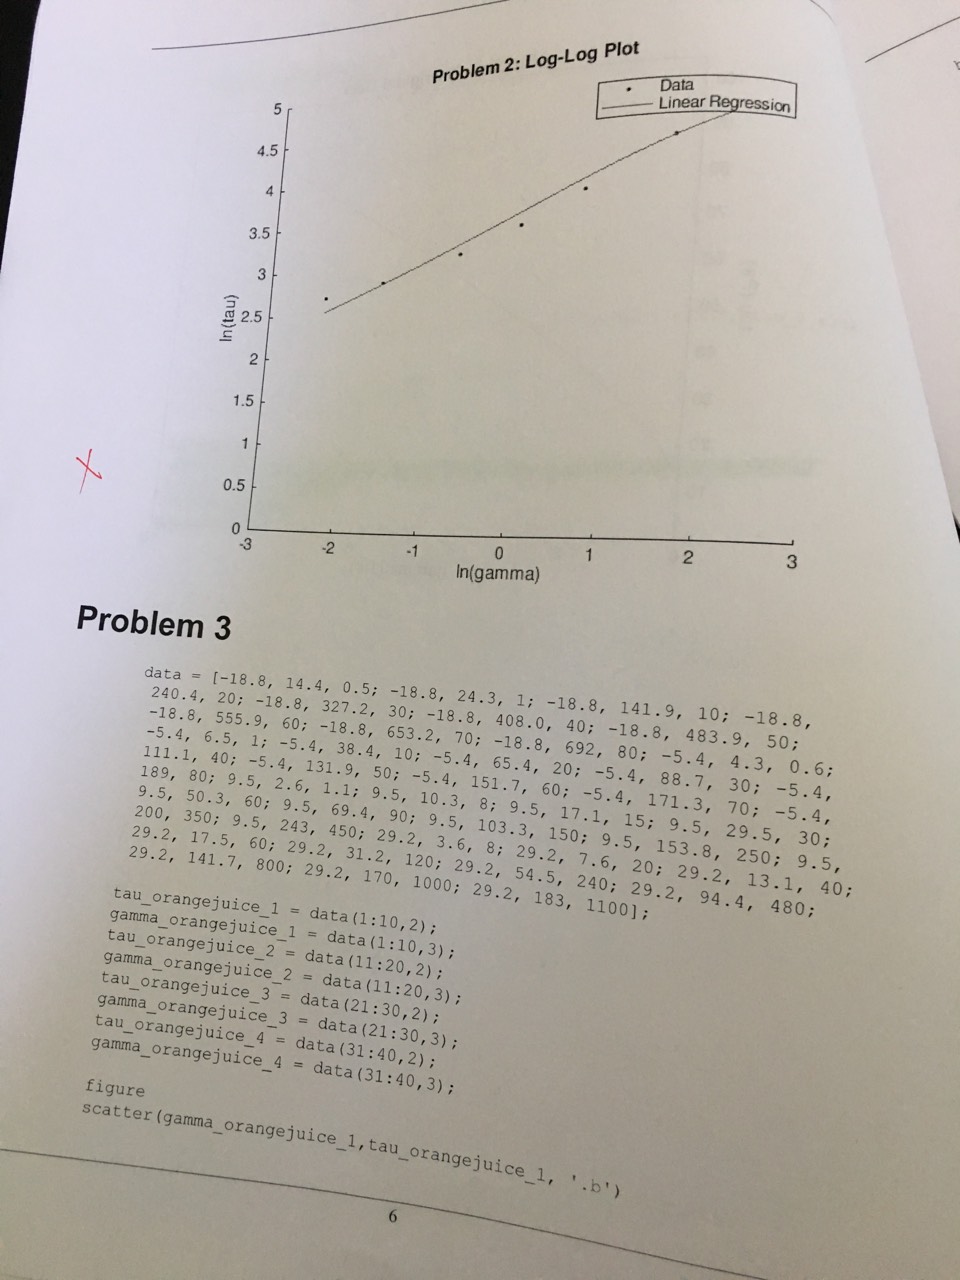 Problem 2: Log-Log Plot
Data
Linear Regression
5
4.5
4
3.5
3
2.5
2
1.5
1
0.5
0
ln(tau)
-3 -2 -1 0 1 2 3
ln(gamma)
Problem 3
data = [-18.8, 14.4, 0.5; -18.8, 24.3, 1; -18.8, 141.9, 10; -18.8,
240.4, 20; -18.8, 327.2, 30; -18.8, 408.0, 40; -18.8, 483.9, 50;
-18.8, 555.9, 60; -18.8, 653.2, 70; -18.8, 692, 80; -5.4, 4.3, 0.6;
-5.4, 6.5, 1; -5.4, 38.4, 10; -5.4, 65.4, 20; -5.4, 88.7, 30; -5.4,
111.1, 40; -5.4, 131.9, 50; -5.4, 151.7, 60; -5.4, 171.3, 70; -5.4,
189, 80; 9.5, 2.6, 1.1; 9.5, 10.3, 8; 9.5, 17.1, 15; 9.5, 29.5, 30;
9.5, 50.3, 60; 9.5, 69.4, 90; 9.5, 103.3, 150; 9.5, 153.8, 250; 9.5,
200, 350; 9.5, 243, 450; 29.2, 3.6, 8; 29.2, 7.6, 20; 29.2, 13.1, 40;
29.2, 17.5, 60; 29.2, 31.2, 120; 29.2, 54.5, 240; 29.2, 94.4, 480;
29.2, 141.7, 800; 29.2, 170, 1000; 29.2, 183, 1100];
tau_orangejuice_1 = data(1:10,2);
gamma_orangejuice_1 = data(1:10,3);
tau_orangejuice_2 = data(11:20,2);
gamma_orangejuice_2 = data(11:20,3);
tau_orangejuice_3 = data(21:30,2);
gamma_orangejuice_3 = data(21:30,3);
tau_orangejuice_4 = data(31:40,2);
gamma_orangejuice_4 = data(31:40,3);
figure
scatter(gamma_orangejuice_1,tau_orangejuice_1, '.b')
6